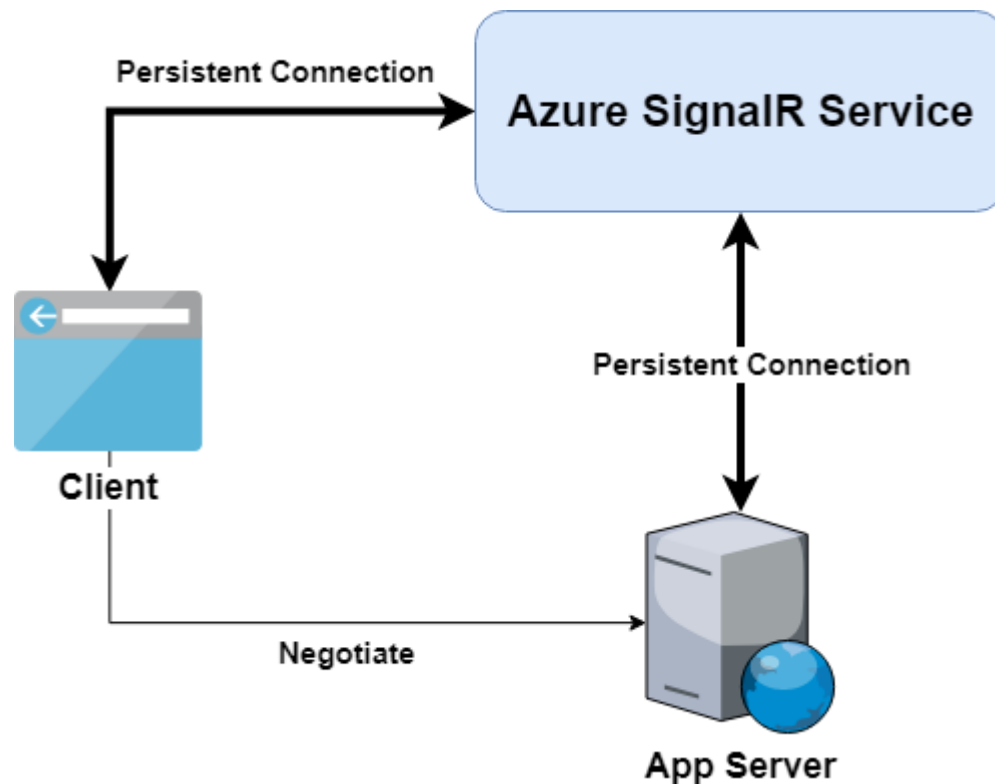 Persistent Connection
Azure SignalR Service
Persistent Connection
Client
Negotiate
App Server